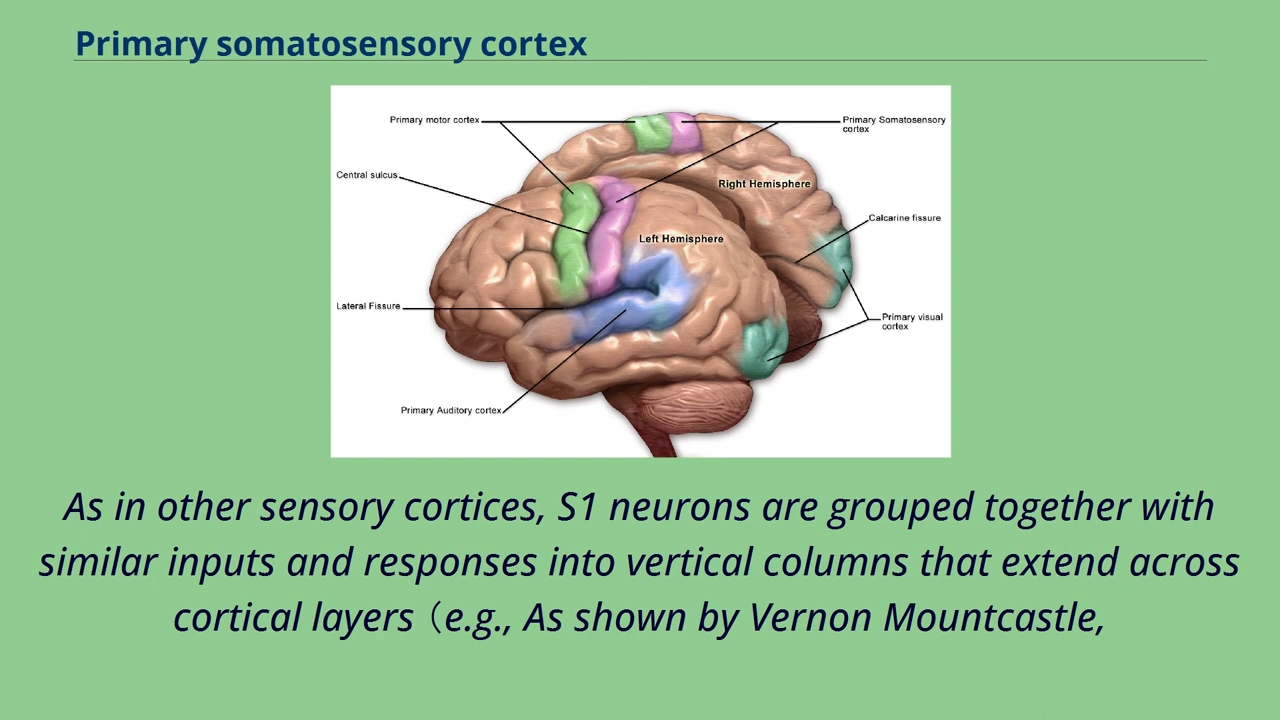 Primary somatosensory cortex
Primary motor cortex
Primary Somatosensory
cortex
Central sulcus
Right Hemisphere
Calcarine fissure
Left Hemisphere
Lateral Fissure
Primary visual
cortex
Primary Auditory cortex
As in other sensory cortices, S1 neurons are grouped together with
similar inputs and responses into vertical columns that extend across
cortical layers（e.g., As shown by Vernon Mountcastle,